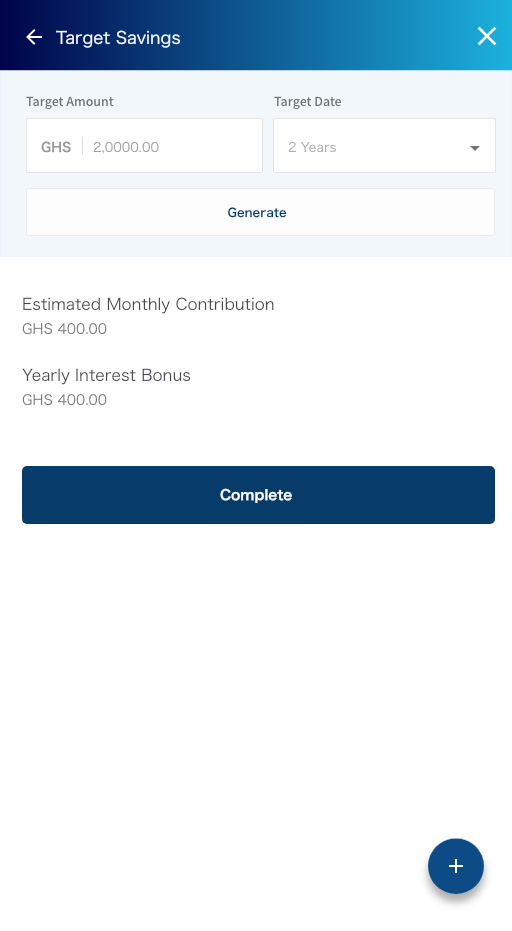 Target Savings
Target Amount
Target Date
GHS 2,0000.00
2 Years
Generate
Estimated Monthly Contribution
GHS 400.00
Yearly Interest Bonus
GHS 400.00
Complete